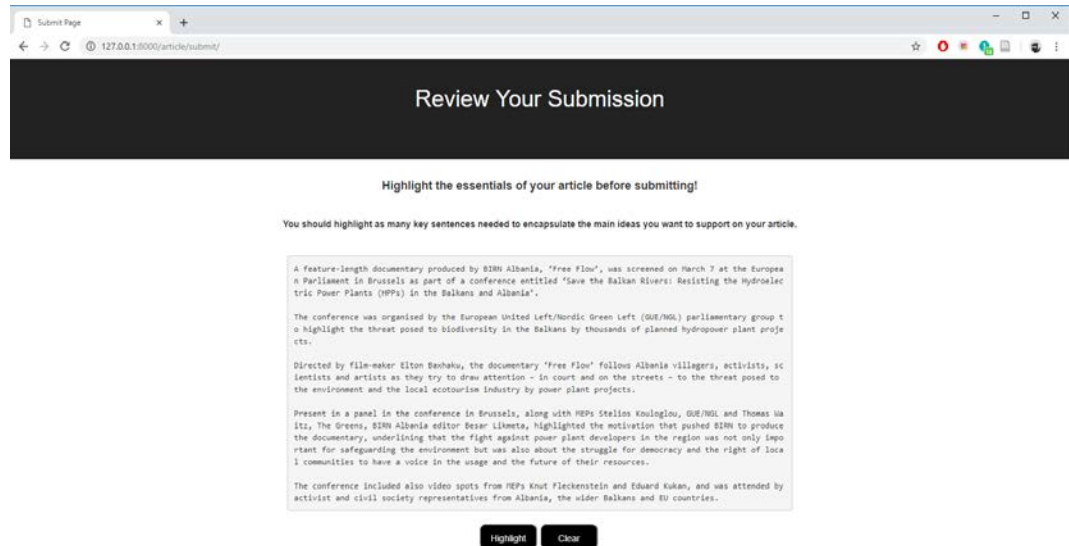 Submit Page
127.0.0.1:8000/article/submit/
Review Your Submission
Highlight the essentials of your article before submitting!
You should highlight as many key sentences needed to encapsulate the main ideas you want to support on your article.
A feature-length documentary produced by BIRN Albania, ‘Free Flow’, was screened on March 7 at the Europea
n Parliament in Brussels as part of a conference entitled ‘Save the Balkan Rivers: Resisting the Hydroelec
tric Power Plants (HPPs) in the Balkans and Albania’.
The conference was organised by the European United Left/Nordic Green Left (GUE/NGL) parliamentary group t
o highlight the threat posed to biodiversity in the Balkans by thousands of planned hydropower plant proje
cts.
Directed by film-maker Elton Baxhaku, the documentary ‘Free Flow’ follows Albania villagers, activists, sc
ientists and artists as they try to draw attention – in court and on the streets – to the threat posed to
the environment and the local ecotourism industry by power plant projects.
Present in a panel in the conference in Brussels, along with MEPs Stelios Kouloglou, GUE/NGL and Thomas Wa
itz, The Greens, BIRN Albania editor Besar Likmeta, highlighted the motivation that pushed BIRN to produce
the documentary, underlining that the fight against power plant developers in the region was not only impo
rtant for safeguarding the environment but was also about the struggle for democracy and the right of loca
l communities to have a voice in the usage and the future of their resources.
The conference included also video spots from MEPs Knut Fleckenstein and Eduard Kukan, and was attended by
activist and civil society representatives from Albania, the wider Balkans and EU countries.
Highlight Clear